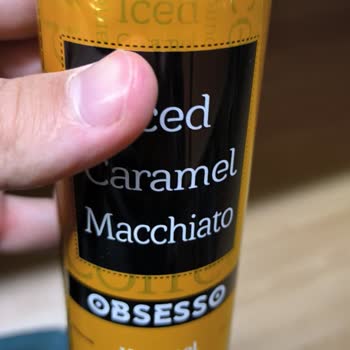 Iced
ced
Caramel
Macchiato
OBSESSO